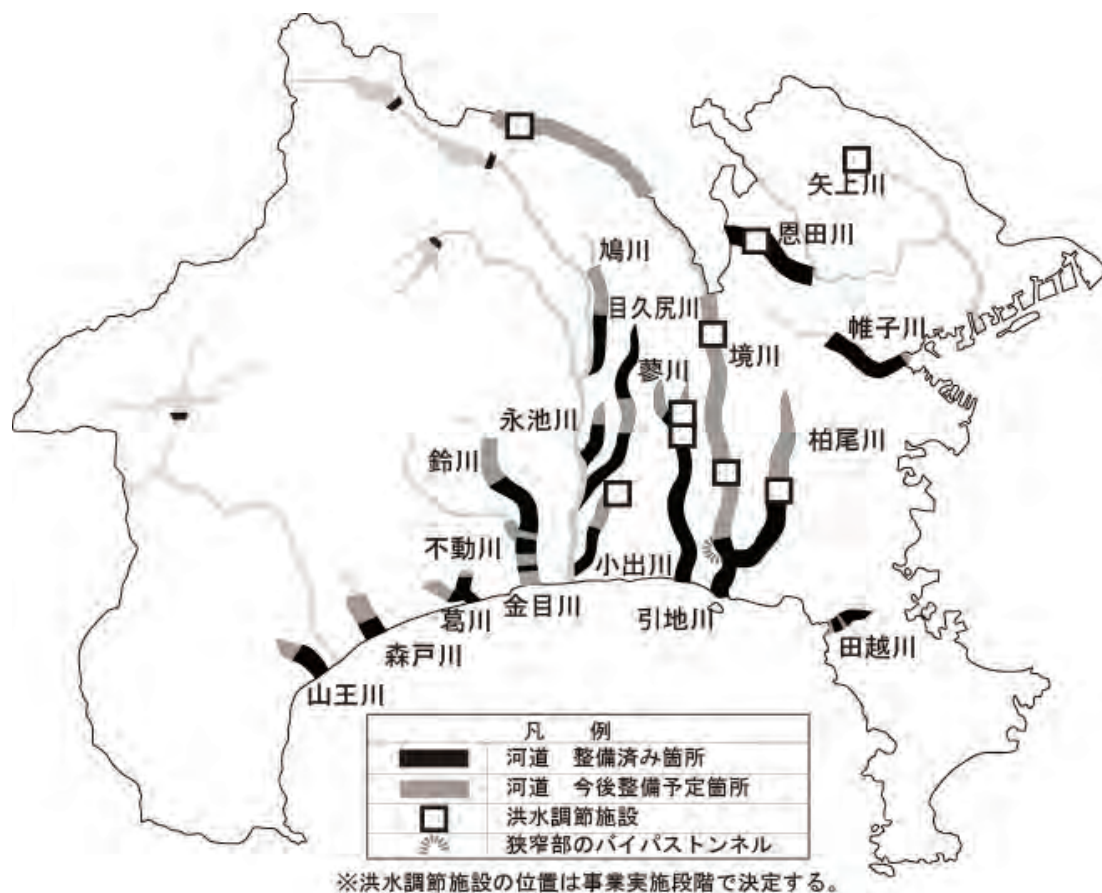 矢上川
恩田川
鳩川
目久尻川
帷子川
境川
蓼川
永池川
柏尾川
鈴川
不動川
小出川
葛川
金目川
引地川
田越川
森戸川
山王川
凡 例
河道 整備済み箇所
河道 今後整備予定箇所
洪水調節施設
狭窄部のバイパストンネル
※洪水調節施設の位置は事業実施段階で決定する。